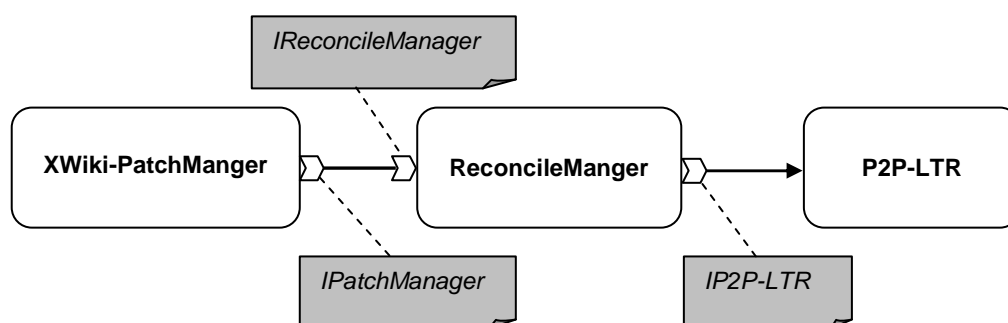 IReconcileManager
XWiki-PatchManger
ReconcileManger
P2P-LTR
IPatchManager
IP2P-LTR